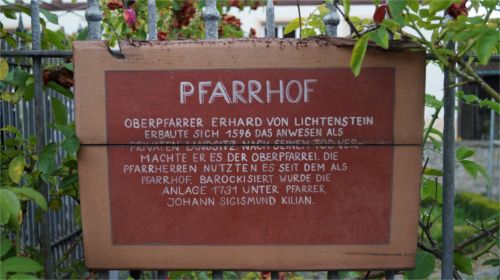 PFARRHOF
OBERPFARRER ERHARD VON LICHTENSTEIN
ERBAUTE SICH 1596 DAS ANWESEN ALS
PRIVATEN LANDSITZ. NACH SEINEM TOD VER-
MACHTE ER ES DER OBERPFARREI. DIE
PFARRHERREN NUTZTEN ES SEIT DEM ALS
PFARRHOF. BAROCKISIERT WURDE DIE
ANLAGE 1731 UNTER PFARRER
JOHANN SIGISMUND KILIAN.